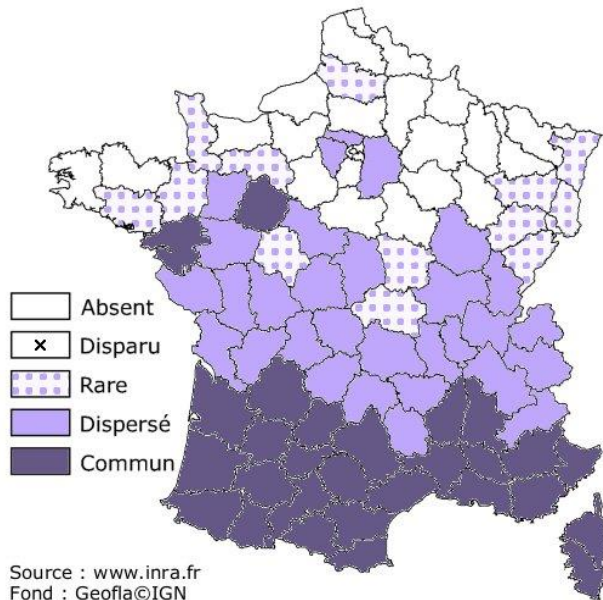 Absent
Disparu
Rare
Dispersé
Commun
Source : www.inra.fr
Fond : Geofla©IGN